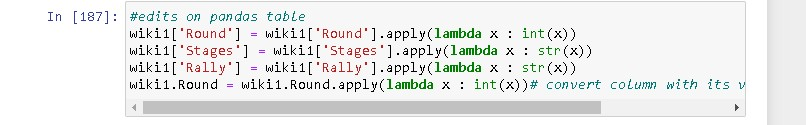 In [187]: #edits on pandas table
wiki1['Round'] = wiki1['Round'].apply(lambda x : int(x))
wiki1['Stages'] = wiki1['Stages'].apply(lambda x : str(x))
wiki1['Rally'] = wiki1['Rally'].apply(lambda x : str(x))
wiki1.Round = wiki1.Round.apply(lambda x : int(x))# convert column with its v